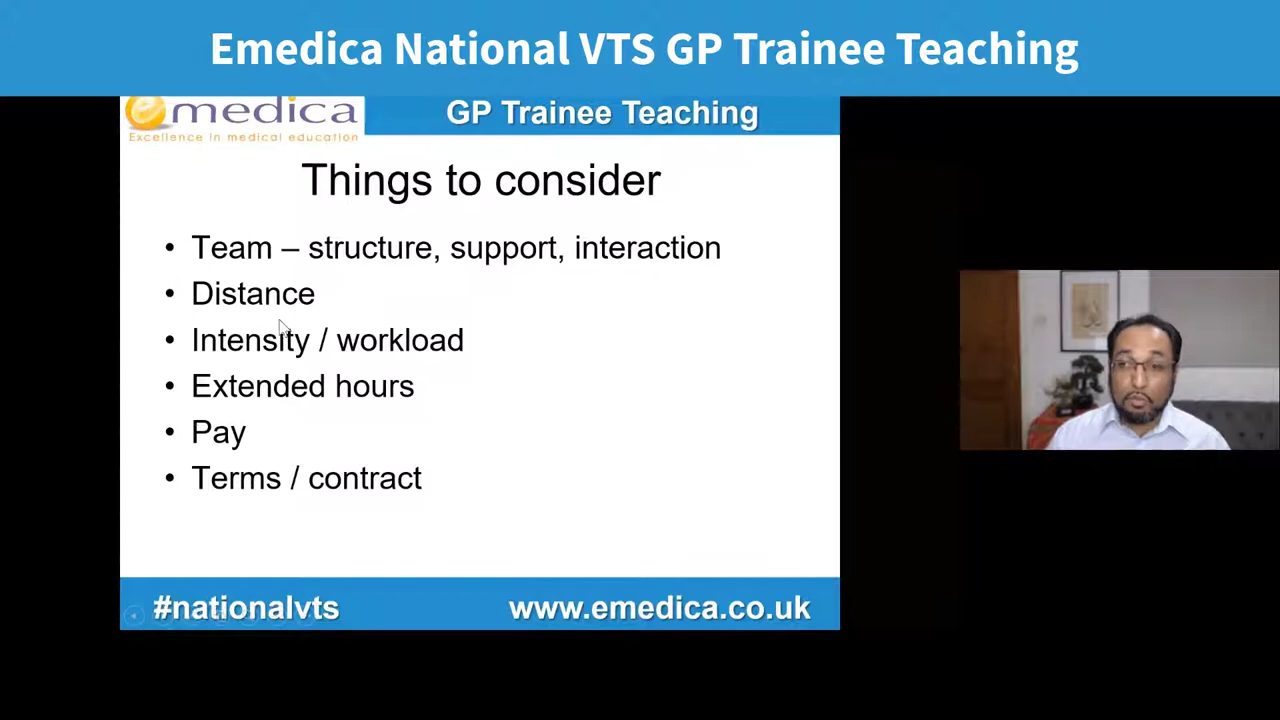 Emedica National VTS GP Trainee Teaching
emedica
Excellence in medical education
GP Trainee Teaching
Things to consider
• Team – structure, support, interaction
• Distance
• Intensity / workload
• Extended hours
• Pay
• Terms / contract
#nationalvts
www.emedica.co.uk